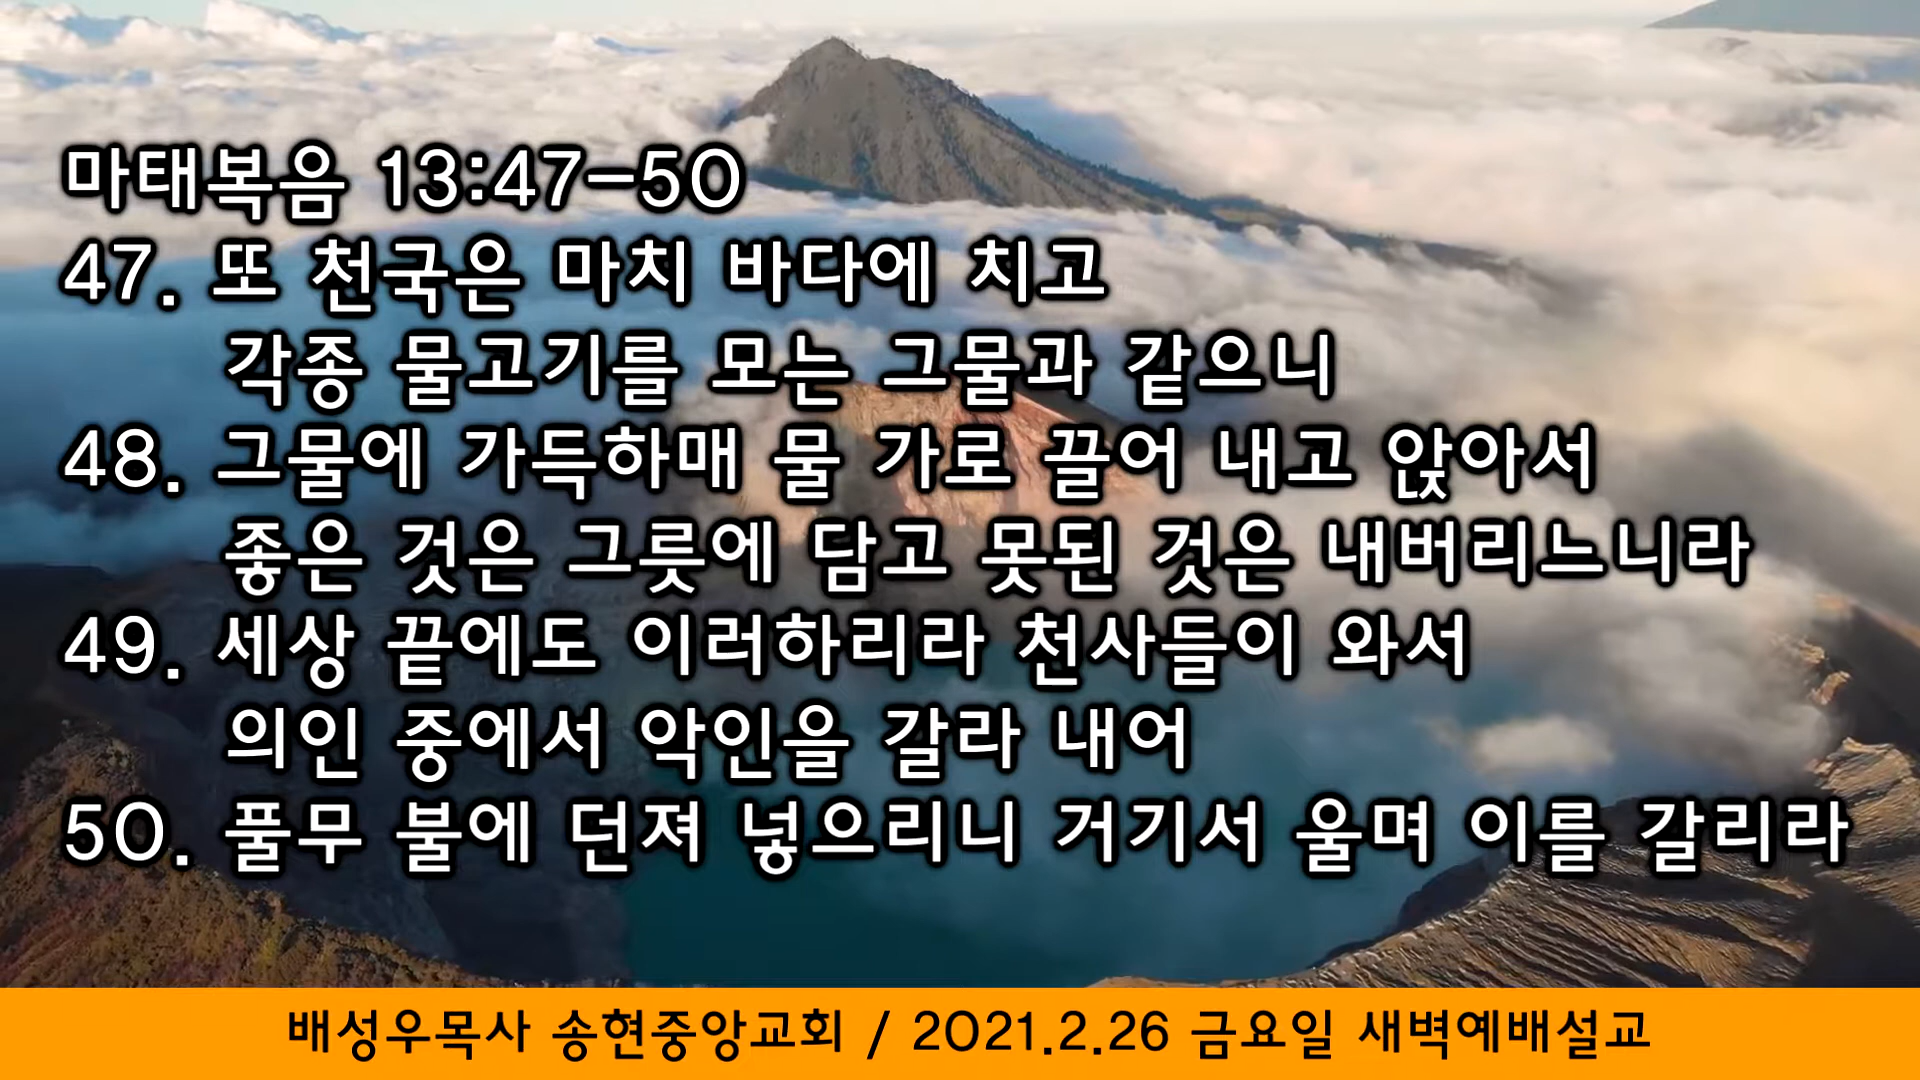 마태복음 13:47-50
47. 또 천국은 마치 바다에 치고
각종 물고기를 모는 그물과 같으니
48. 그물에 가득하매 물 가로 끌어 내고 앉아서
좋은 것은 그릇에 담고 못된 것은 내버리느니라
49. 세상 끝에도 이러하리라 천사들이 와서
의인 중에서 악인을 갈라 내어
50. 풀무 불에 던져 넣으리니 거기서 울며 이를 갈리라
배성우목사 송현중앙교회 / 2021.2.26 금요일 새벽예배설교